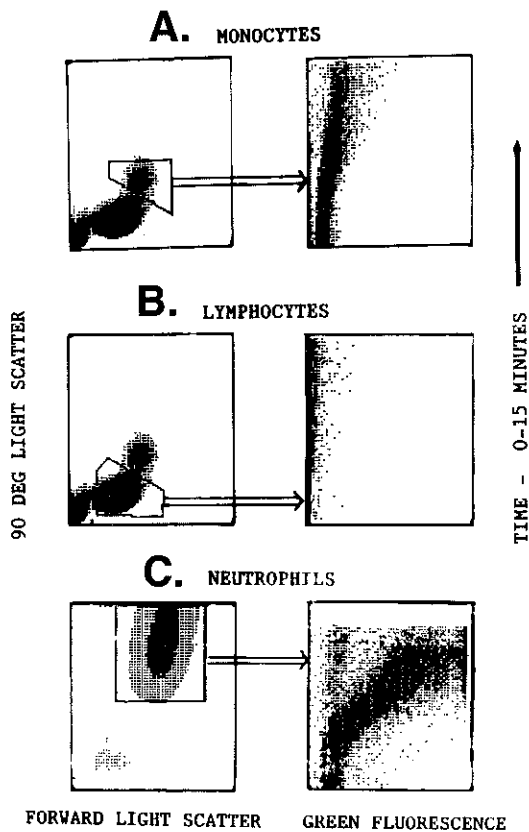 A. MONOCYTES
B. LYMPHOCYTES
C. NEUTROPHILS
90 DEG LIGHT SCATTER
TIME - 0-15 MINUTES
FORWARD LIGHT SCATTER
GREEN FLUORESCENCE